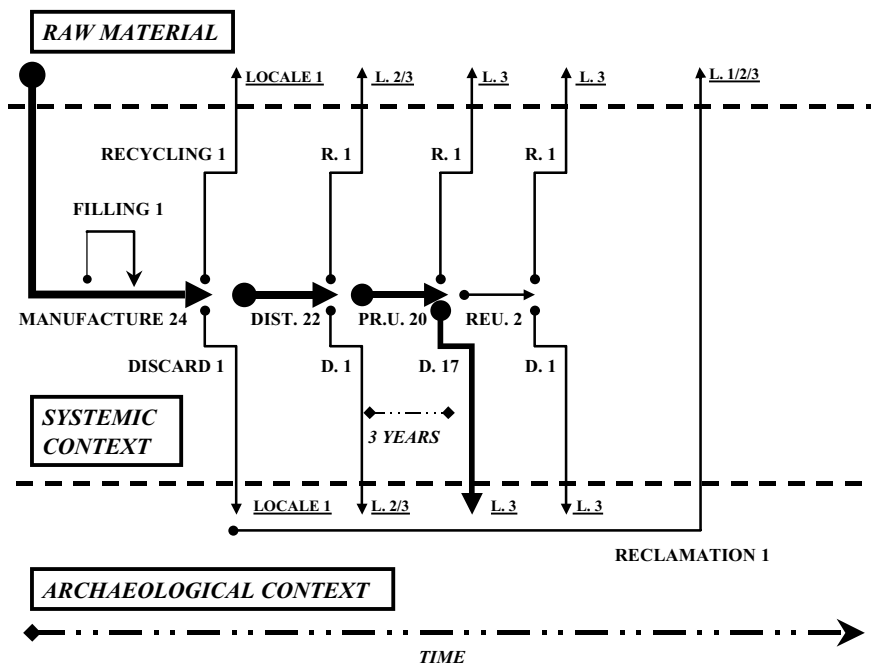 RAW MATERIAL
LOCALE 1
L. 2/3
L. 3
L. 3
L. 1/2/3
RECYCLING 1
R. 1
R. 1
R. 1
FILLING 1
MANUFACTURE 24
DIST. 22
PR.U. 20
REU. 2
DISCARD 1
D. 1
D. 17
D. 1
SYSTEMIC
CONTEXT
3 YEARS
LOCALE 1
L. 2/3
L. 3
L. 3
RECLAMATION 1
ARCHAEOLOGICAL CONTEXT
TIME